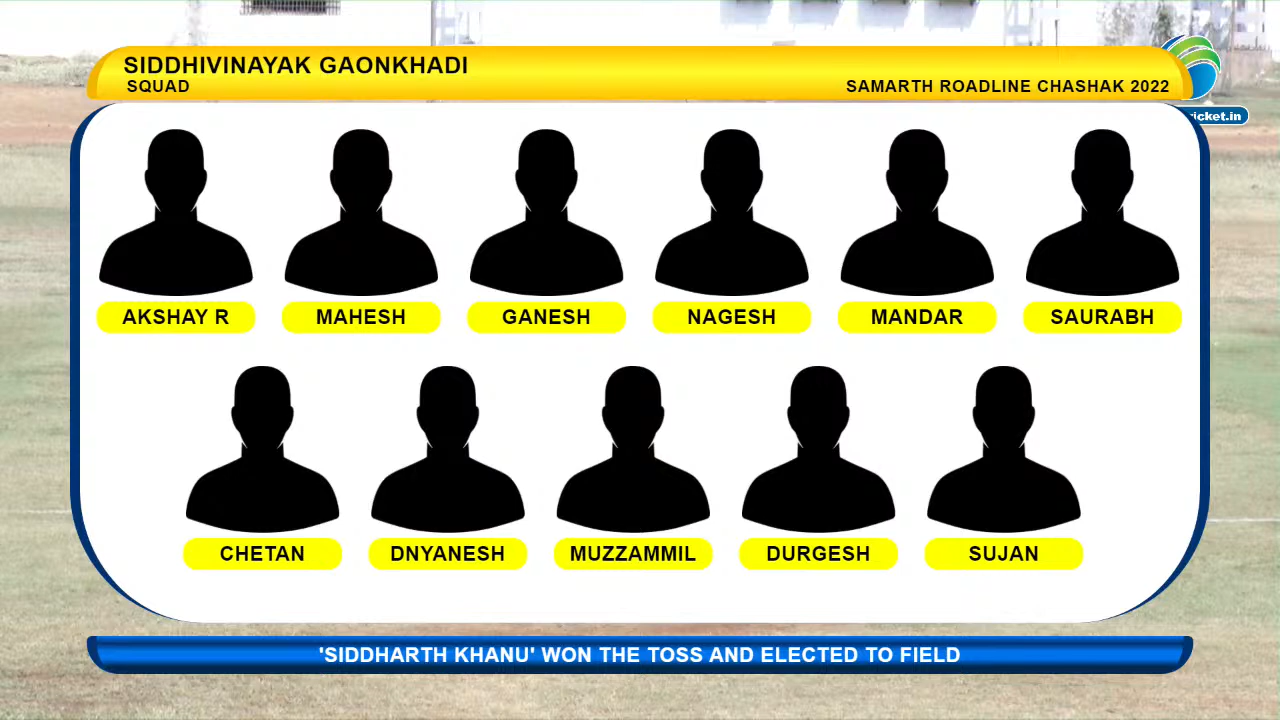 SIDDHIVINAYAK GAONKHADI
SQUAD
SAMARTH ROADLINE CHASHAK 2022
AKSHAY R
MAHESH
GANESH
NAGESH
MANDAR
SAURABH
CHETAN
DNYANESH
MUZZAMMIL
DURGESH
SUJAN
'SIDDHARTH KHANU' WON THE TOSS AND ELECTED TO FIELD